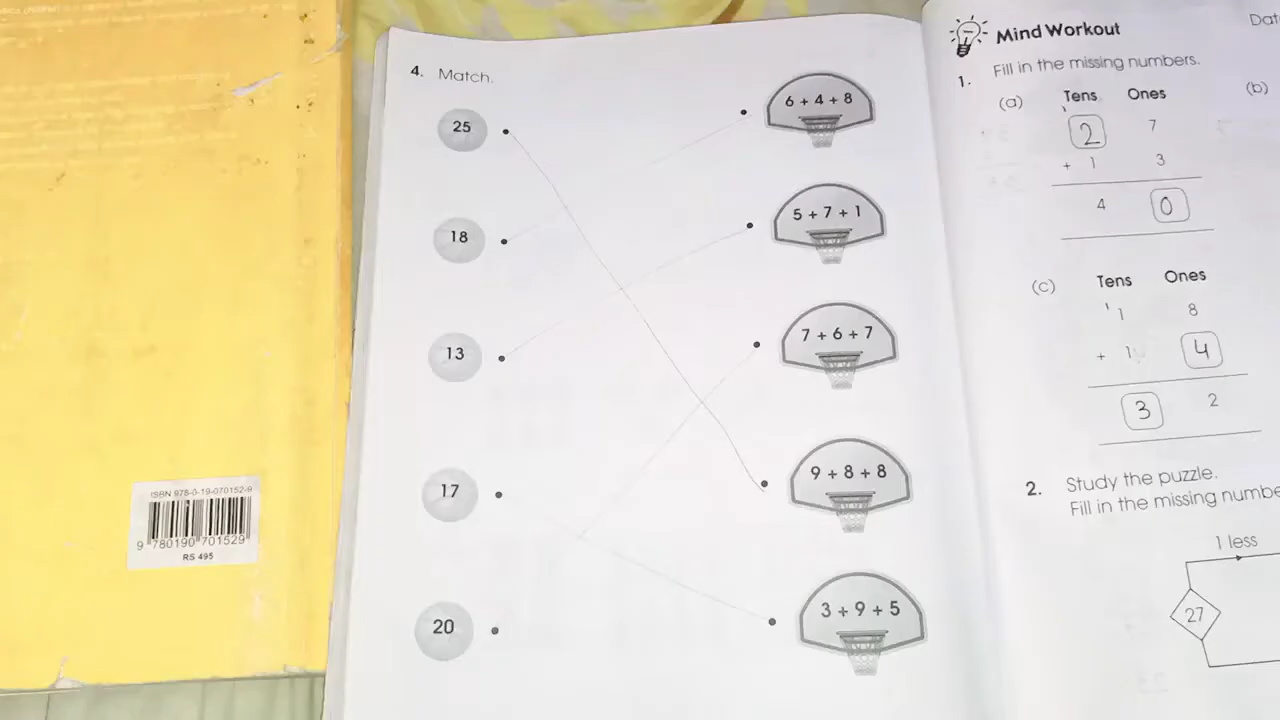 ISBN 978-0-19-070152-9
9 780190 701529
RS 495
4. Match.
25
6 + 4 + 8
18
5 + 7 + 1
13
7 + 6 + 7
17
9 + 8 + 8
20
3 + 9 + 5
Mind Workout
Dat
1. Fill in the missing numbers.
(a) Tens Ones
(b)
1
2 7
+ 1 3
4 0
(c) Tens Ones
1
1 8
+ 1 4
3 2
2. Study the puzzle.
Fill in the missing numbe
1 less
27